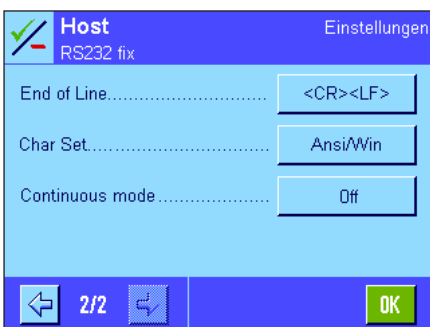 Host Einstellungen
RS232 fix
End of Line............................ <CR><LF>
Char Set................................ Ansi/Win
Continuous mode ................... Off
2/2 OK